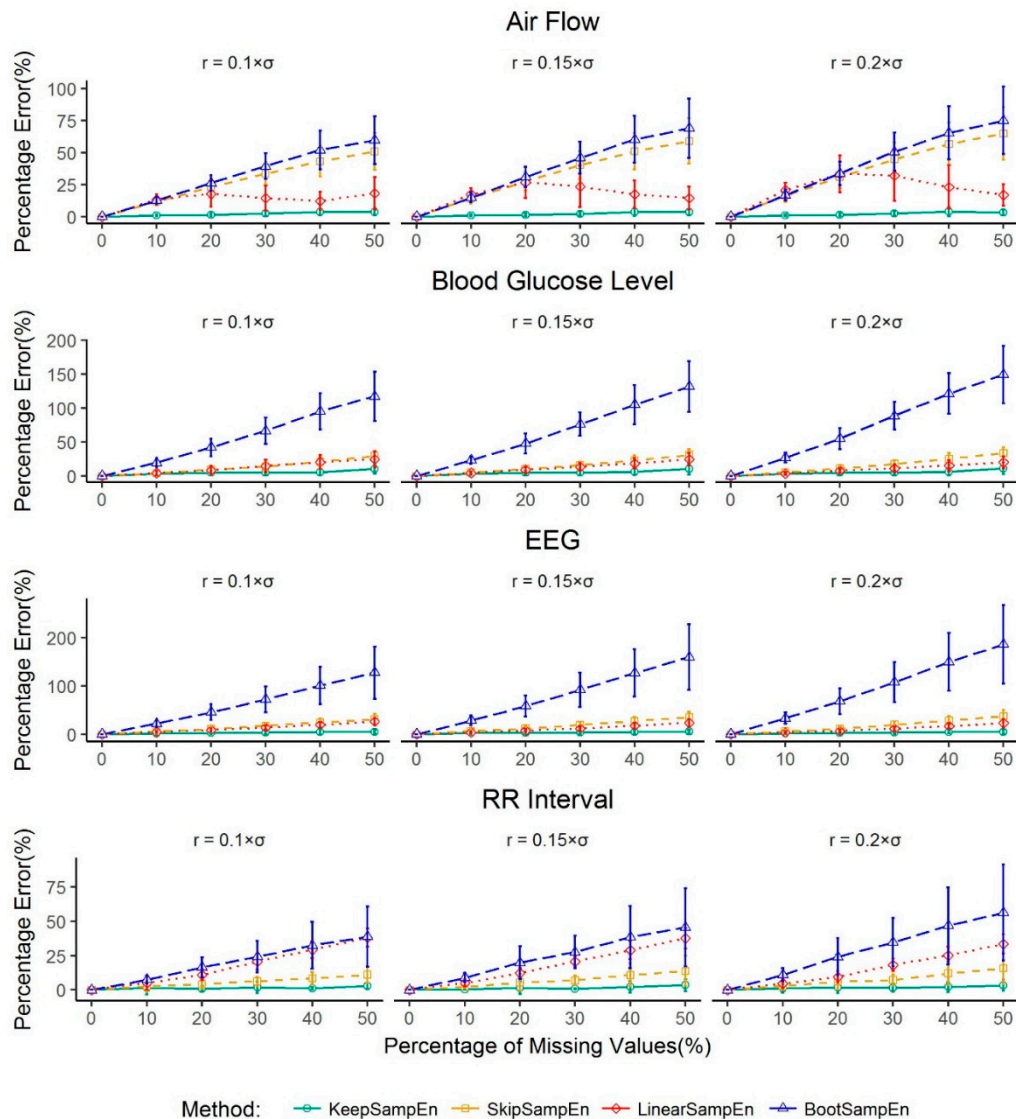 Air Flow
r = 0.1×σ
r = 0.15×σ
r = 0.2×σ
Percentage Error(%)
100
75
50
25
0
0 10 20 30 40 50
0 10 20 30 40 50
0 10 20 30 40 50
Blood Glucose Level
r = 0.1×σ
r = 0.15×σ
r = 0.2×σ
Percentage Error(%)
200
150
100
50
0
0 10 20 30 40 50
0 10 20 30 40 50
0 10 20 30 40 50
EEG
r = 0.1×σ
r = 0.15×σ
r = 0.2×σ
Percentage Error(%)
200
100
0
0 10 20 30 40 50
0 10 20 30 40 50
0 10 20 30 40 50
RR Interval
r = 0.1×σ
r = 0.15×σ
r = 0.2×σ
Percentage Error(%)
75
50
25
0
0 10 20 30 40 50
0 10 20 30 40 50
0 10 20 30 40 50
Percentage of Missing Values(%)
Method: KeepSampEn SkipSampEn LinearSampEn BootSampEn